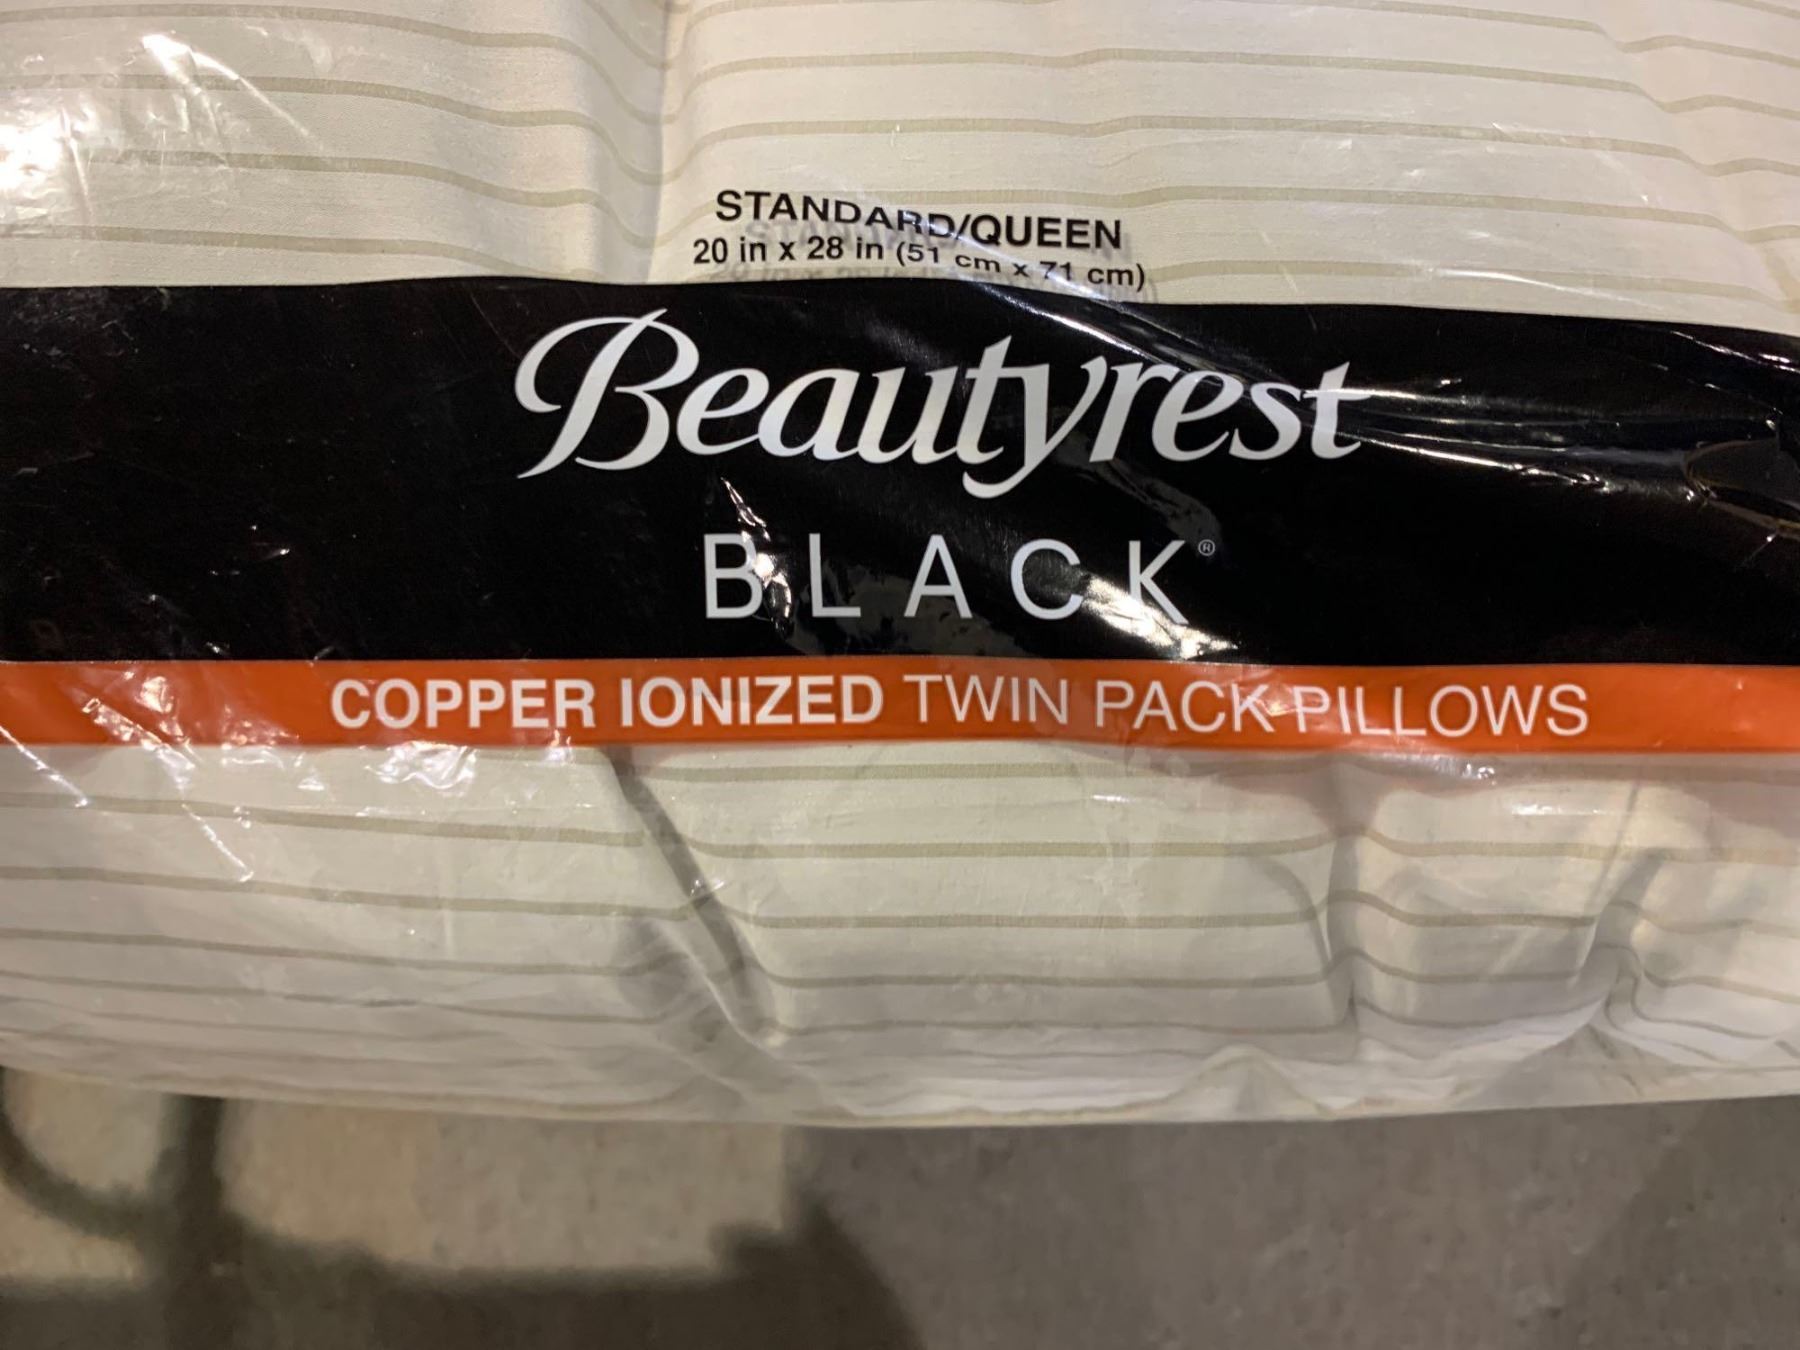 STANDARD/QUEEN
20 in x 28 in (51 cm x 71 cm)
Beautyrest
BLACK®
COPPER IONIZED TWIN PACK PILLOWS